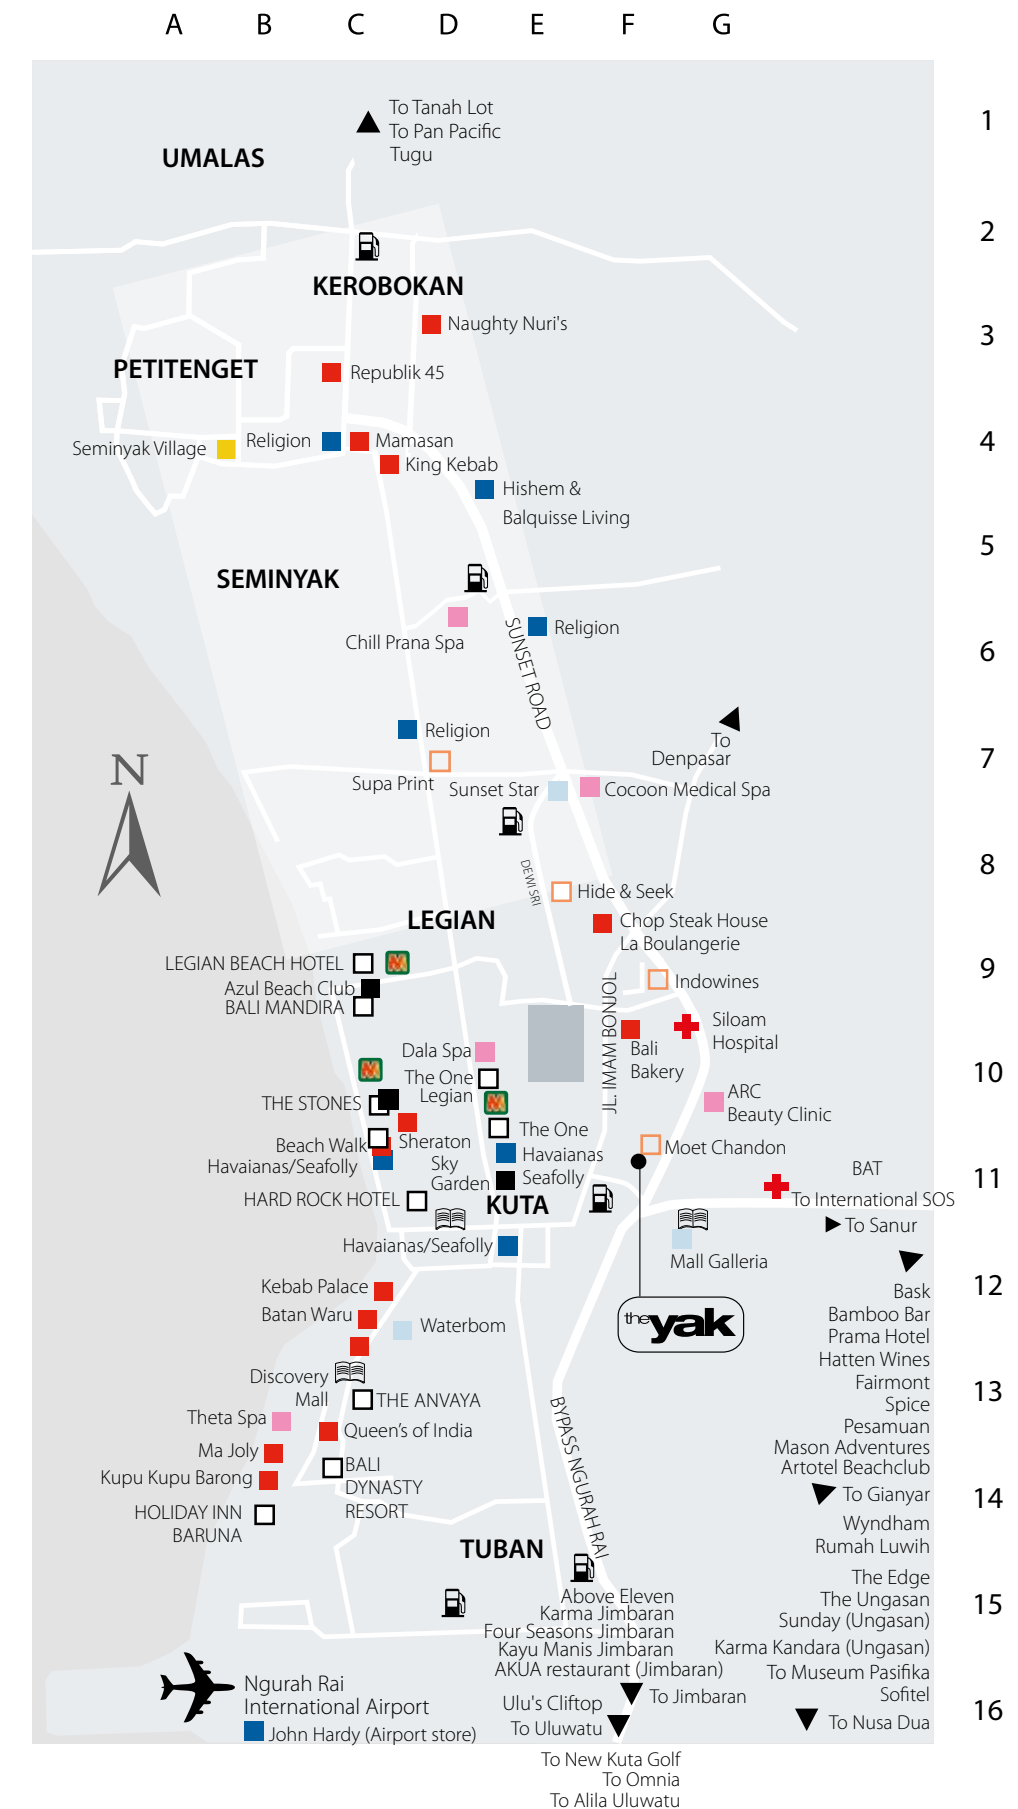 A B C D E F G
1
To Tanah Lot
To Pan Pacific
Tugu
UMALAS
2
KEROBOKAN
Naughty Nuri's
3
PETITENGET
Republik 45
Seminyak Village
Religion
Mamasan
4
King Kebab
Hishem &
Balquisse Living
5
SEMINYAK
Chill Prana Spa
SUNSET ROAD
Religion
6
Religion
To
Denpasar
7
N
Supa Print
Sunset Star
Cocoon Medical Spa
8
DEWI SRI
Hide & Seek
LEGIAN
Chop Steak House
La Boulangerie
LEGIAN BEACH HOTEL
9
Azul Beach Club
BALI MANDIRA
Indowines
JL. IMAM BONJOL
Siloam
Hospital
Bali
Bakery
Dala Spa
10
The One
Legian
THE STONES
ARC
Beauty Clinic
The One
Beach Walk
Sheraton
Havaianas/Seafolly
Havaianas
Moet Chandon
Sky
Garden
Seafolly
BAT
11
To International SOS
HARD ROCK HOTEL
KUTA
To Sanur
Havaianas/Seafolly
Mall Galleria
12
Kebab Palace
Batan Waru
Waterbom
the yak
Bask
Bamboo Bar
Prama Hotel
Hatten Wines
Fairmont
Spice
Pesamuan
Mason Adventures
Artotel Beachclub
Discovery
Mall
THE ANVAYA
13
Theta Spa
Queen's of India
Ma Joly
Kupu Kupu Barong
BALI
DYNASTY
RESORT
BYPASS NGURAH RAI
HOLIDAY INN
BARUNA
To Gianyar
14
Wyndham
Rumah Luwih
TUBAN
The Edge
The Ungasan
Sunday (Ungasan)
15
Above Eleven
Karma Jimbaran
Four Seasons Jimbaran
Kayu Manis Jimbaran
AKUA restaurant (Jimbaran)
Karma Kandara (Ungasan)
To Museum Pasifika
Sofitel
Ngurah Rai
International Airport
John Hardy (Airport store)
To Jimbaran
Ulu's Cliftop
To Uluwatu
To Nusa Dua
16
To New Kuta Golf
To Omnia
To Alila Uluwatu